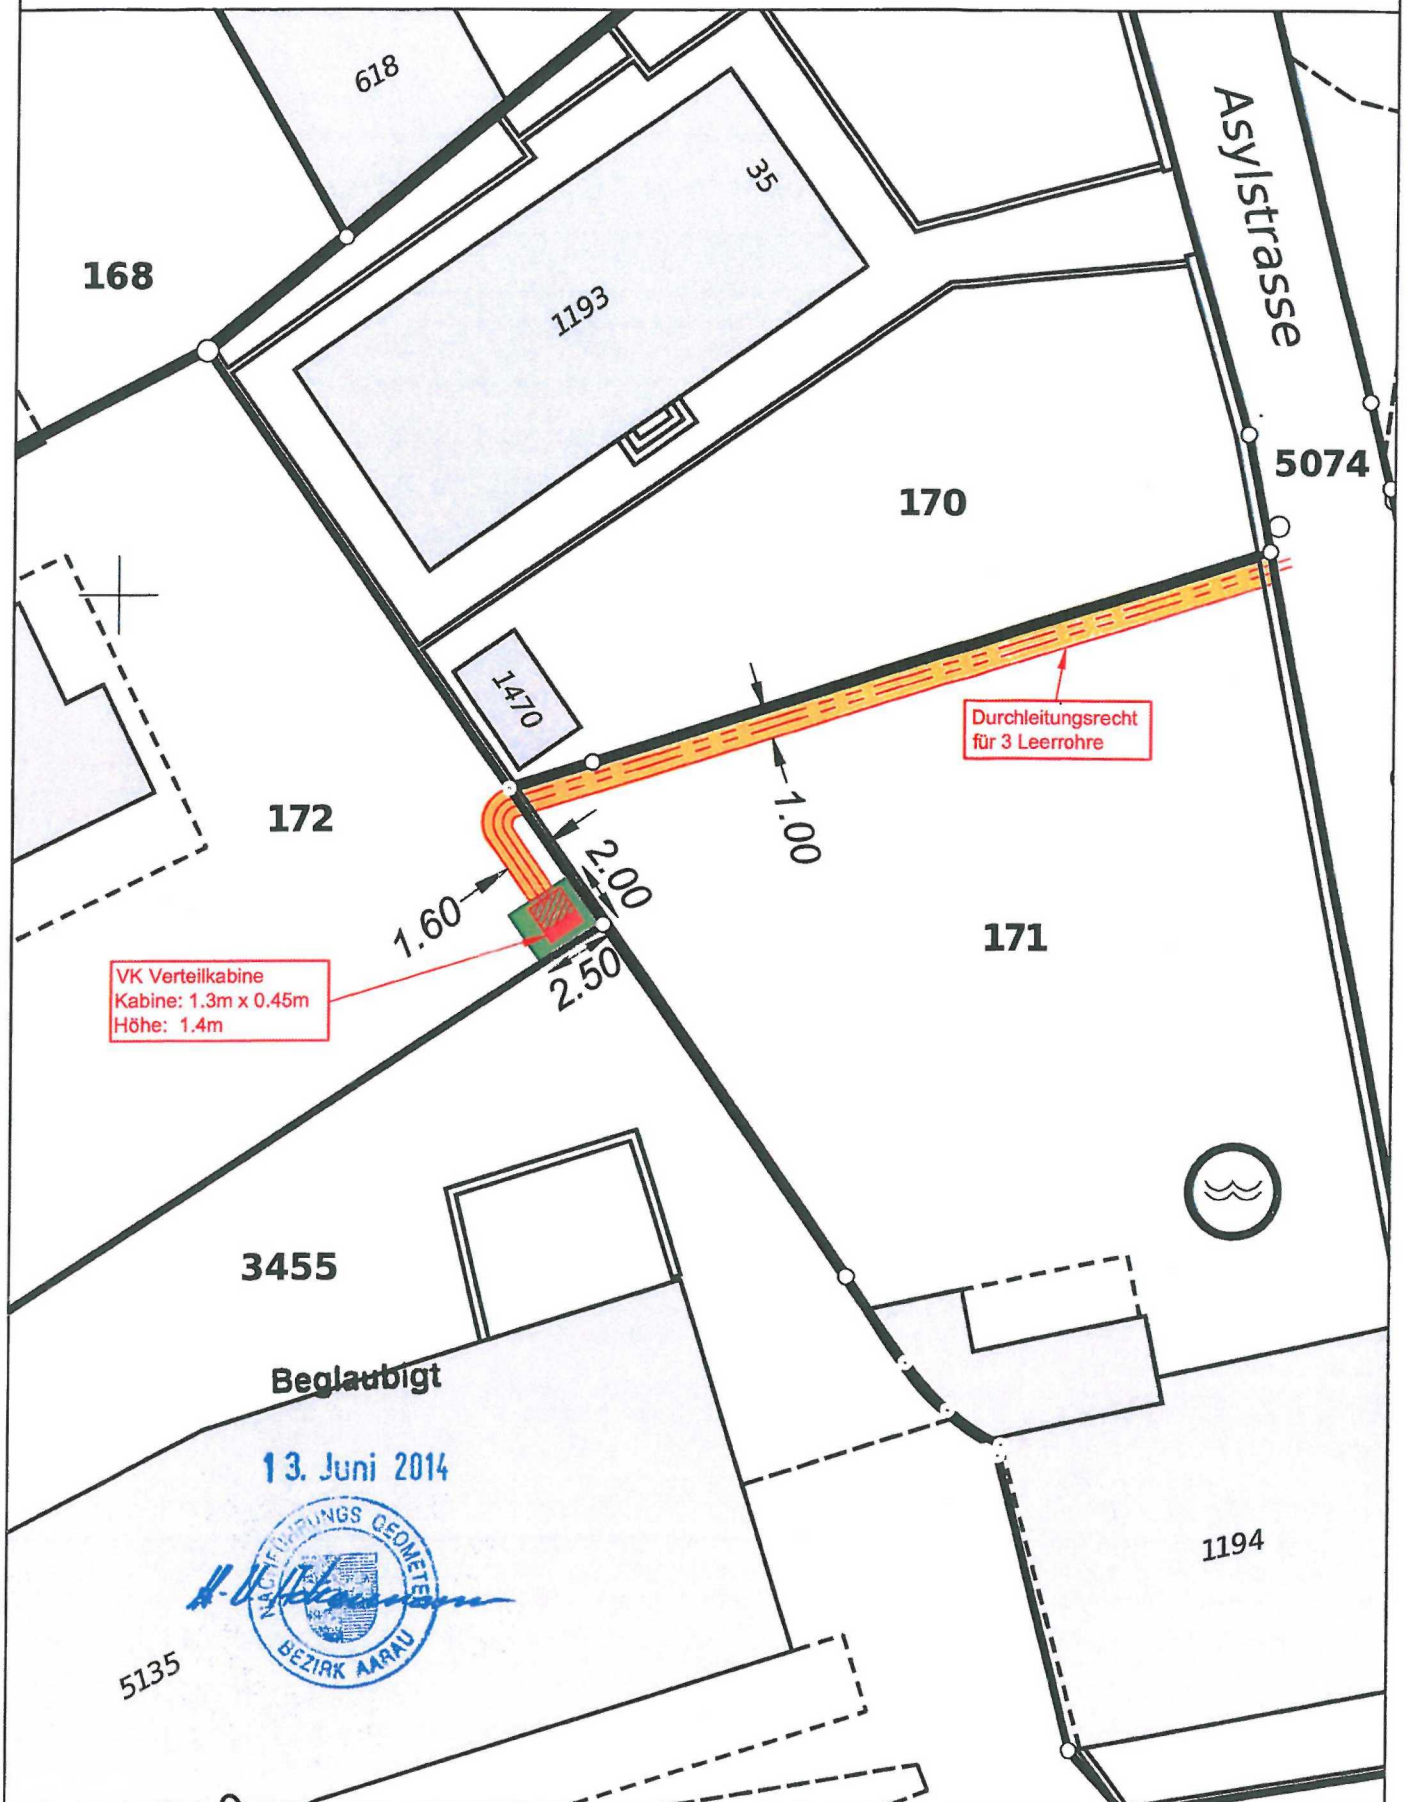 618
35
Asylstrasse
168
1193
5074
170
1470
Durchleitungsrecht
für 3 Leerrohre
172
1.00
2.00
1.60
171
2.50
VK Verteilkabine
Kabine: 1.3m x 0.45m
Höhe: 1.4m
3455
Beglaubigt
13. Juni 2014
NACHFÜHRUNGS GEOMETER
BEZIRK AARAU
1194
5135